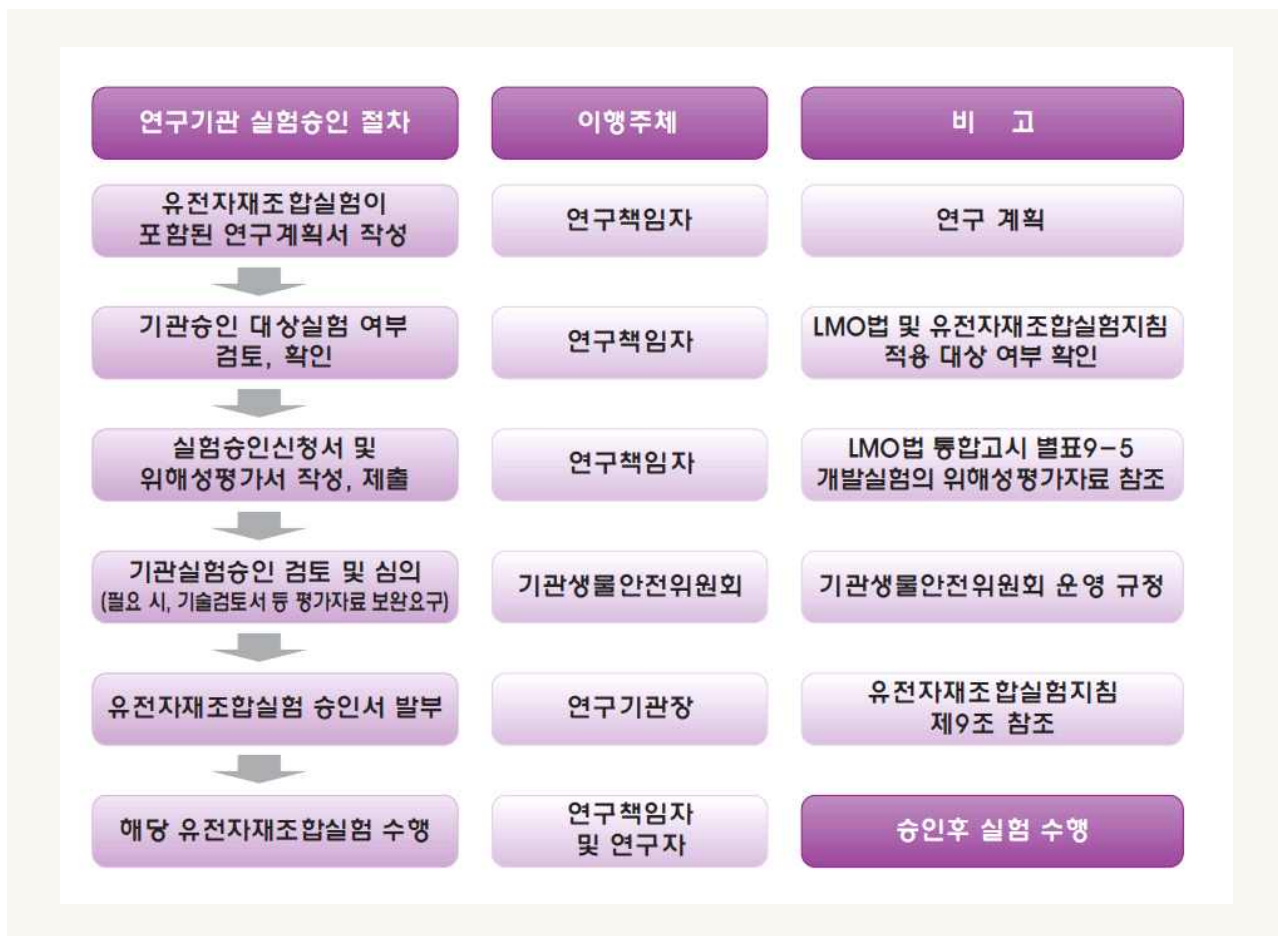 연구기관 실험승인 절차
이행주체
비 고
유전자재조합실험이
포함된 연구계획서 작성
연구책임자
연구 계획
기관승인 대상실험 여부
검토, 확인
연구책임자
LMO법 및 유전자재조합실험지침
적용 대상 여부 확인
실험승인신청서 및
위해성평가서 작성, 제출
연구책임자
LMO법 통합고시 별표9-5
개발실험의 위해성평가자료 참조
기관실험승인 검토 및 심의
(필요 시, 기술검토서 등 평가자료 보완요구)
기관생물안전위원회
기관생물안전위원회 운영 규정
유전자재조합실험 승인서 발부
연구기관장
유전자재조합실험지침
제9조 참조
해당 유전자재조합실험 수행
연구책임자
및 연구자
승인후 실험 수행